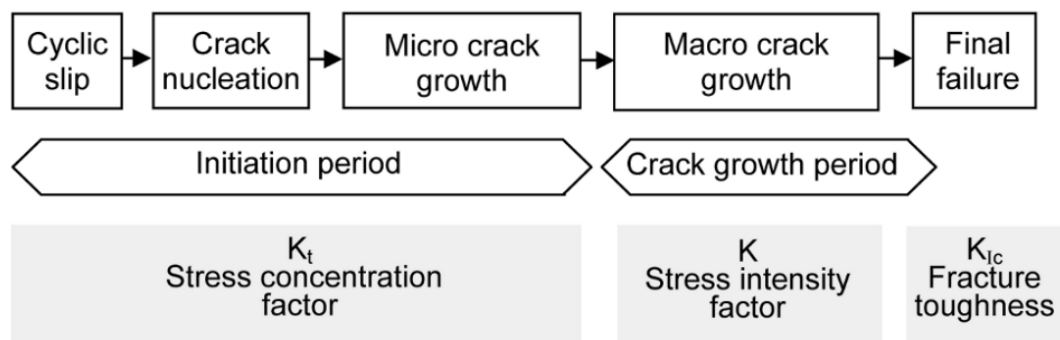 Cyclic
slip
Crack
nucleation
Micro crack
growth
Macro crack
growth
Final
failure
Initiation period
Crack growth period
Kt
Stress concentration
factor
K
Stress intensity
factor
KIc
Fracture
toughness